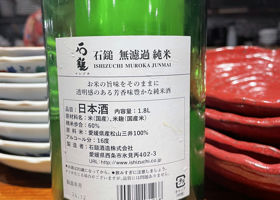 石鎚
石鎚 無濾過 純米
ISHIZUCHI MUROKA JUNMAI
お米の旨味をそのままに
透明感のある芳香味豊かな純米酒
品目:日本酒 内容量:1.8L
原材料名:米(国産)、米麹(国産米)
精米歩合:60%
原料米:愛媛県産松山三井100%
アルコール分:16度
製造者:石鎚酒造株式会社
愛媛県西条市氷見丙402-3
http://www.ishizuchi.co.jp